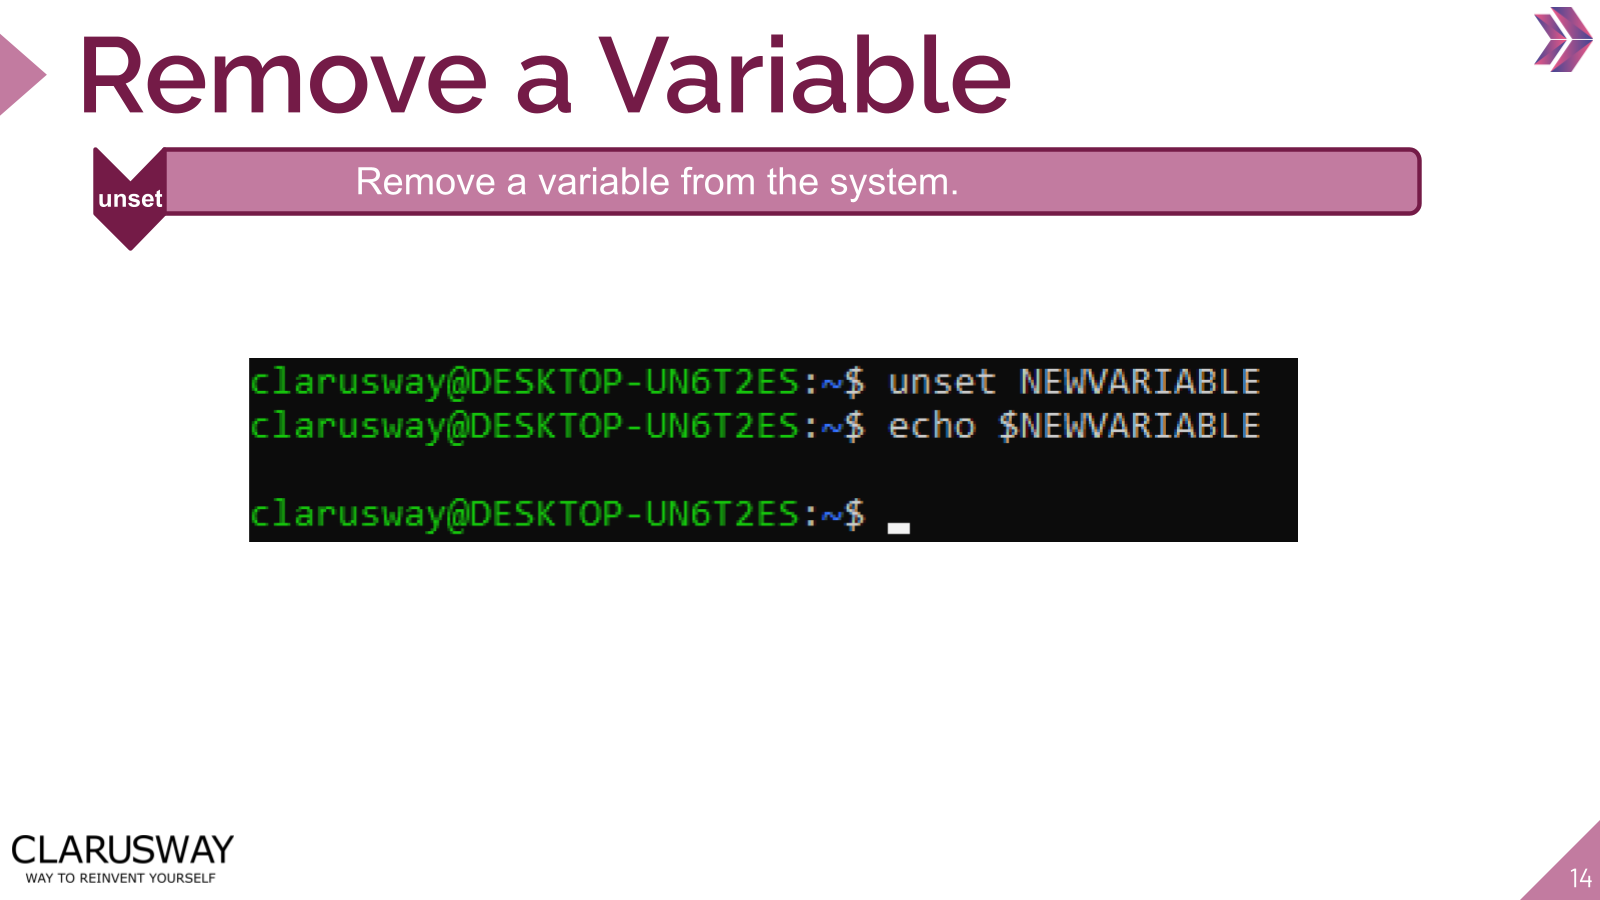 Remove a Variable
unset
Remove a variable from the system.
clarusway@DESKTOP-UN6T2ES:~$ unset NEWVARIABLE
clarusway@DESKTOP-UN6T2ES:~$ echo $NEWVARIABLE
clarusway@DESKTOP-UN6T2ES:~$
CLARUSWAY
WAY TO REINVENT YOURSELF
14